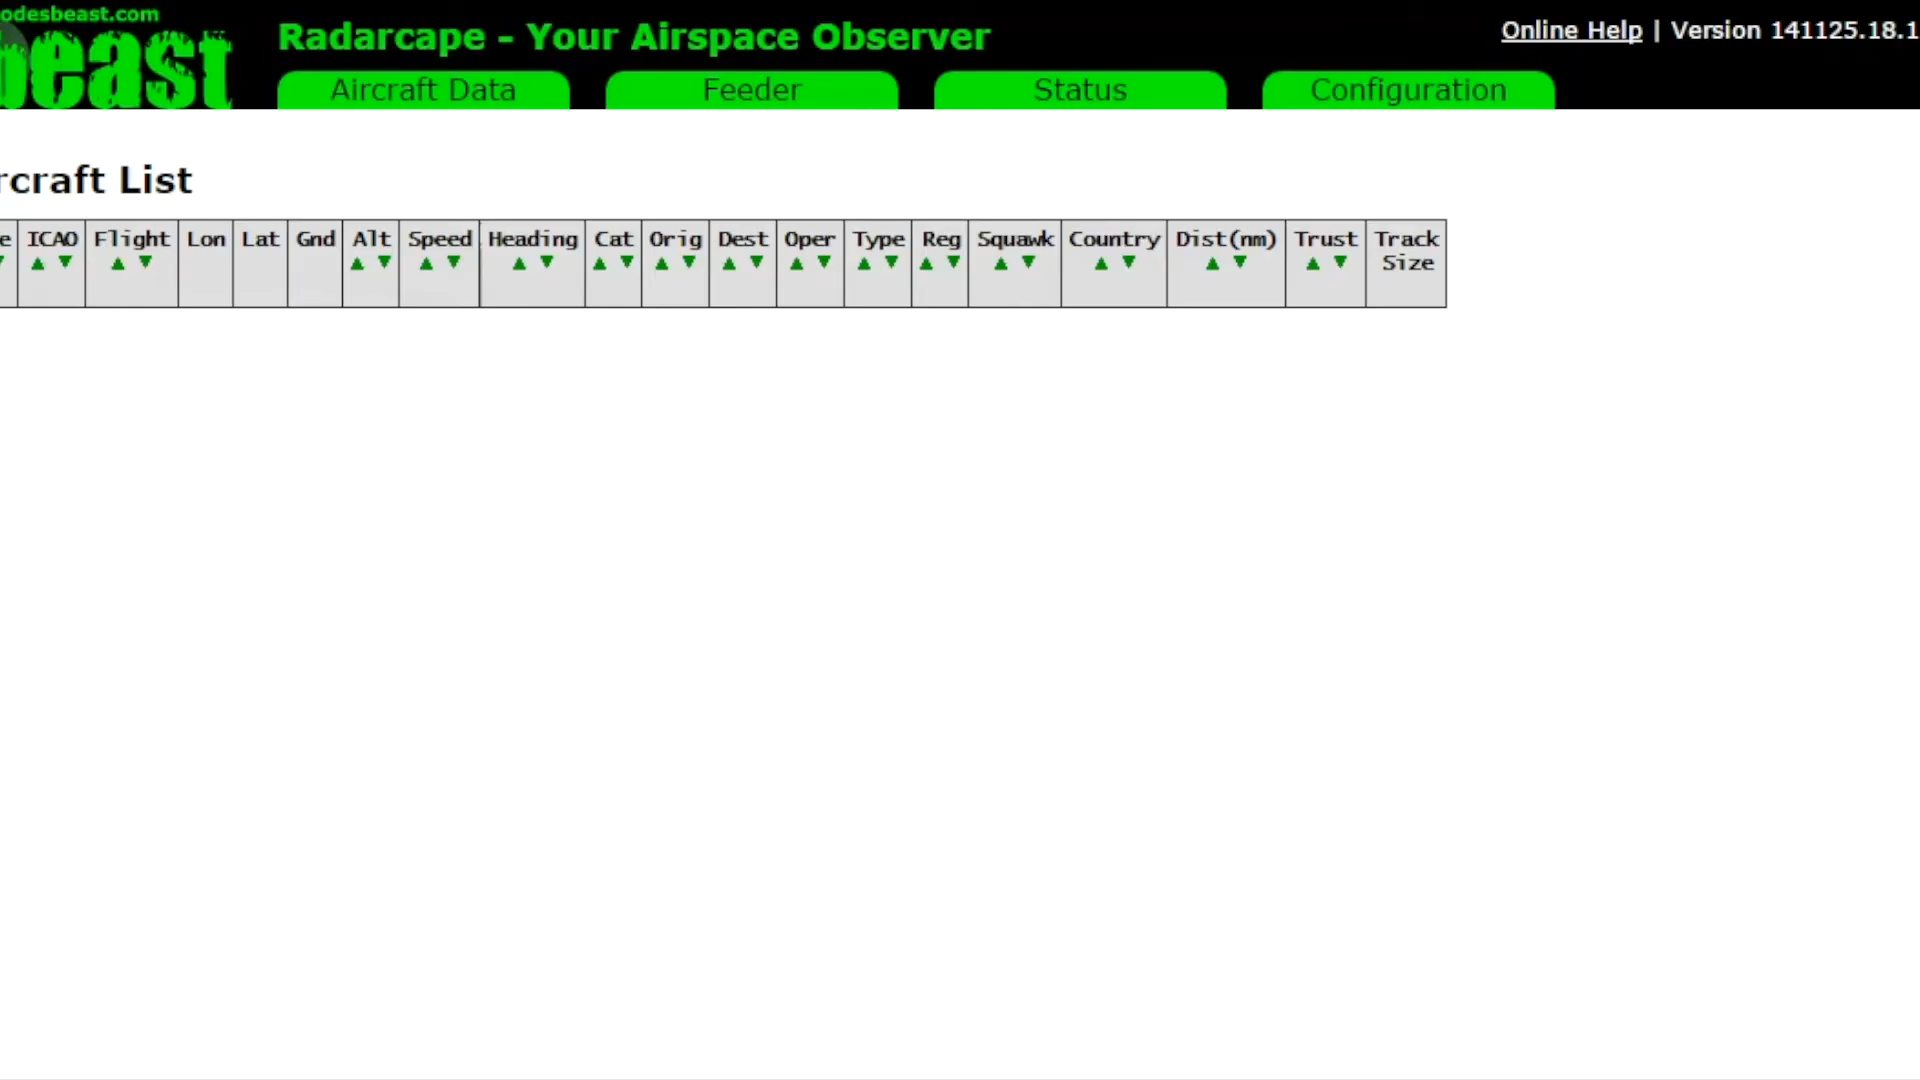 odesbeast.com
beast
Radarcape - Your Airspace Observer
Online Help | Version 141125.18.1
Aircraft Data Feeder Status Configuration
rcraft List
e ICAO Flight Lon Lat Gnd Alt Speed Heading Cat Orig Dest Oper Type Reg Squawk Country Dist(nm) Trust Track
Size